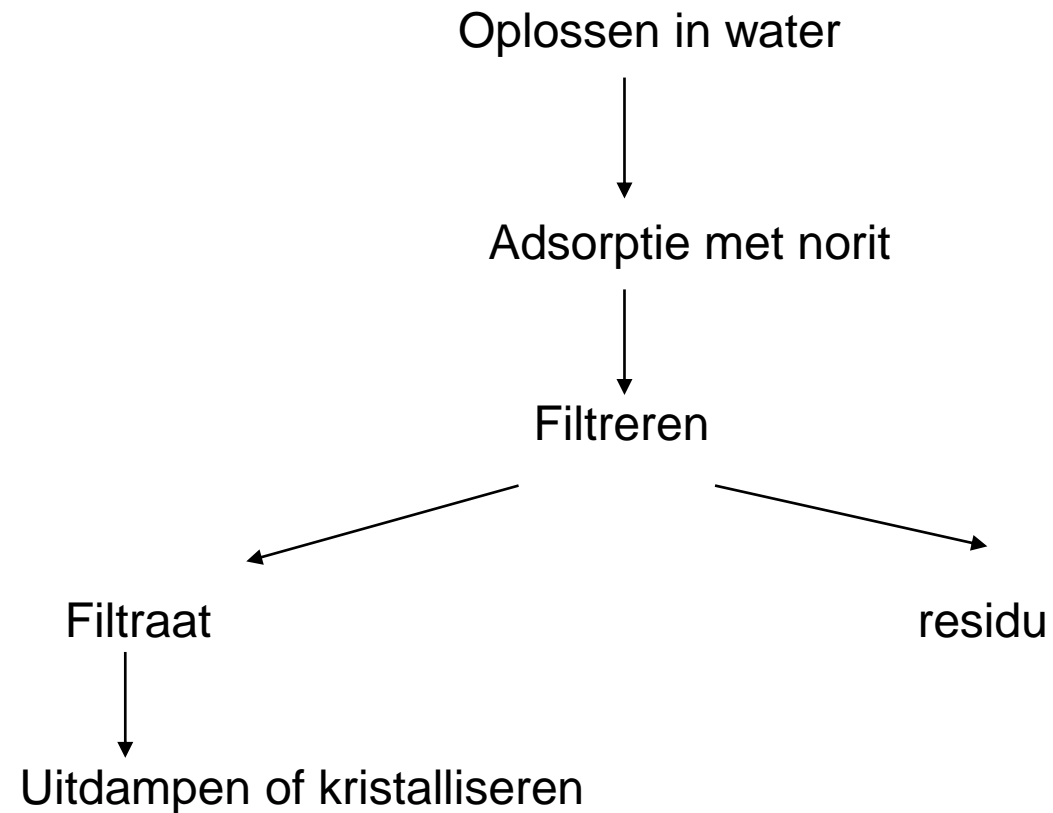 Oplossen in water
Adsorptie met norit
Filtreren
Filtraat
residu
Uitdampen of kristalliseren